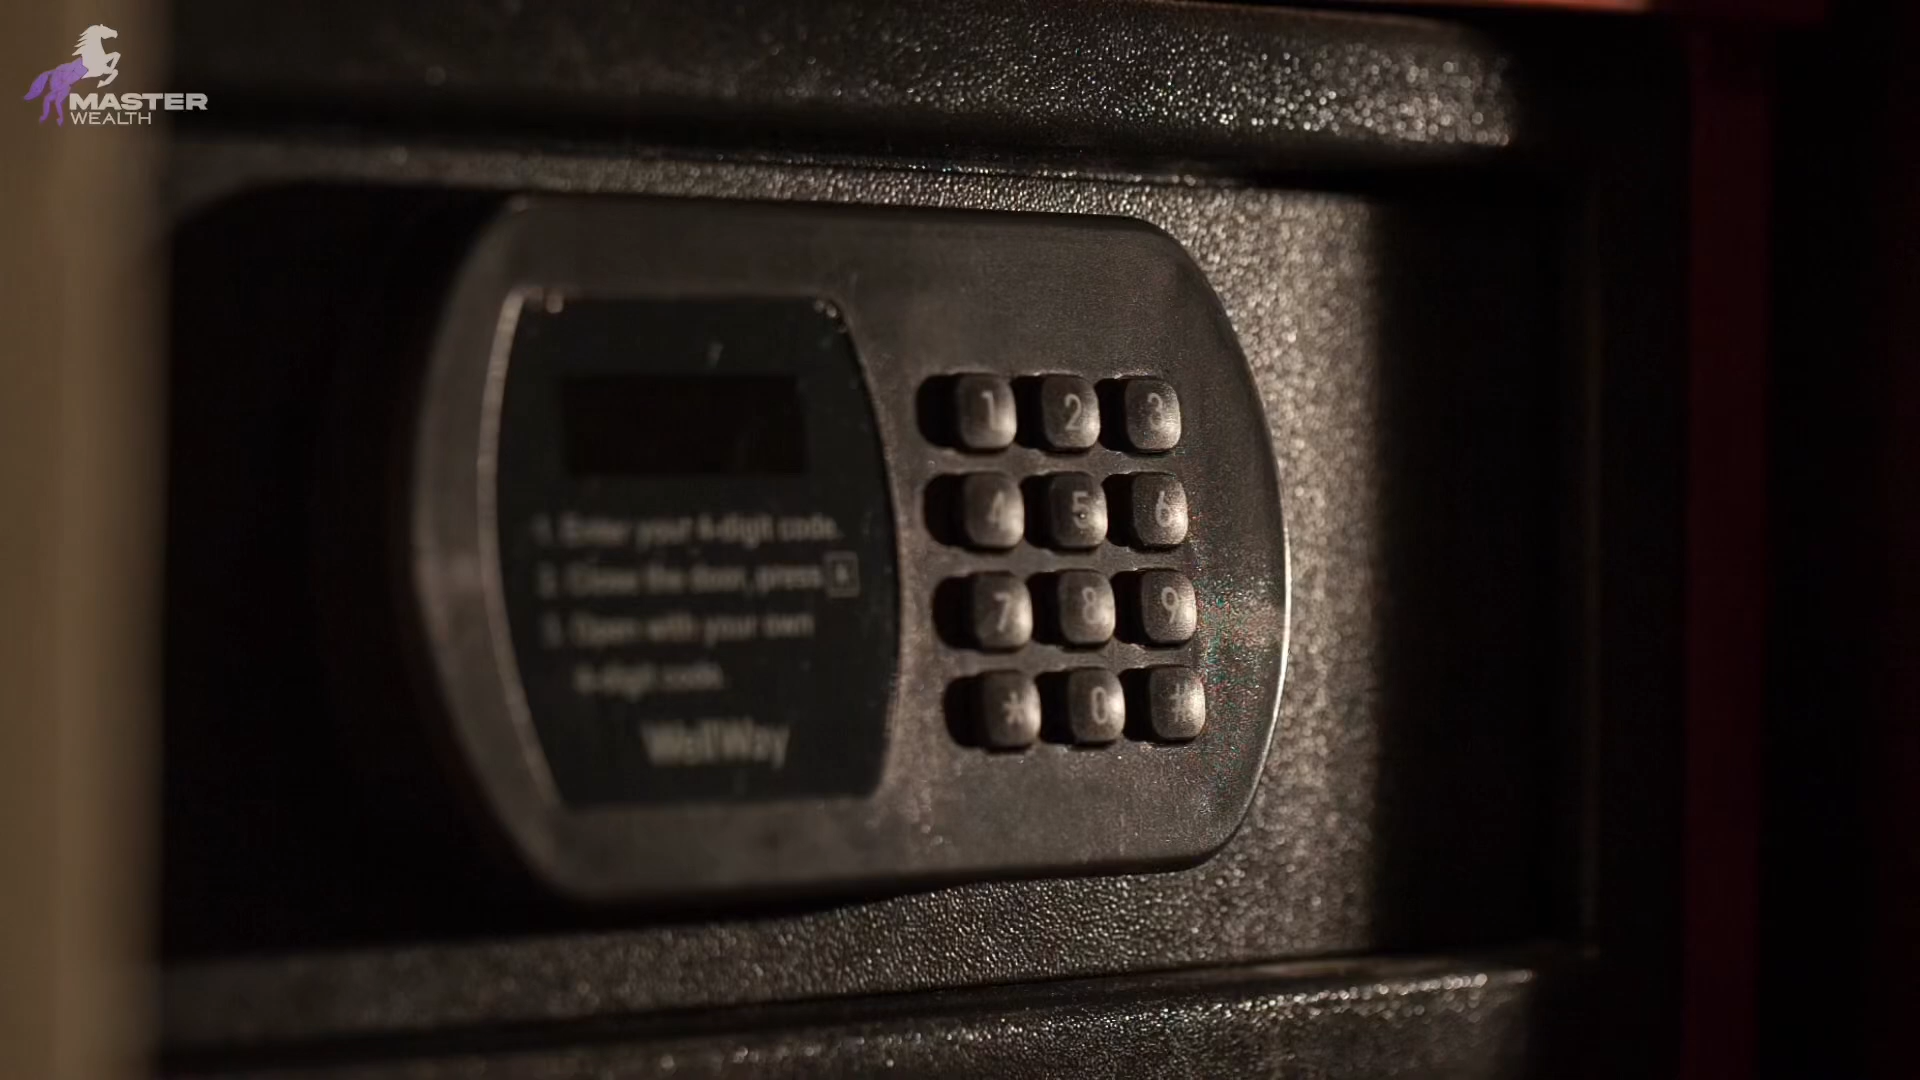 MASTER
WEALTH
1 2 3
4 5 6
7 8 9
* 0 #
1. Enter your 4-digit code.
2. Close the door, press
3. Open with your own
4-digit code.
WellWay